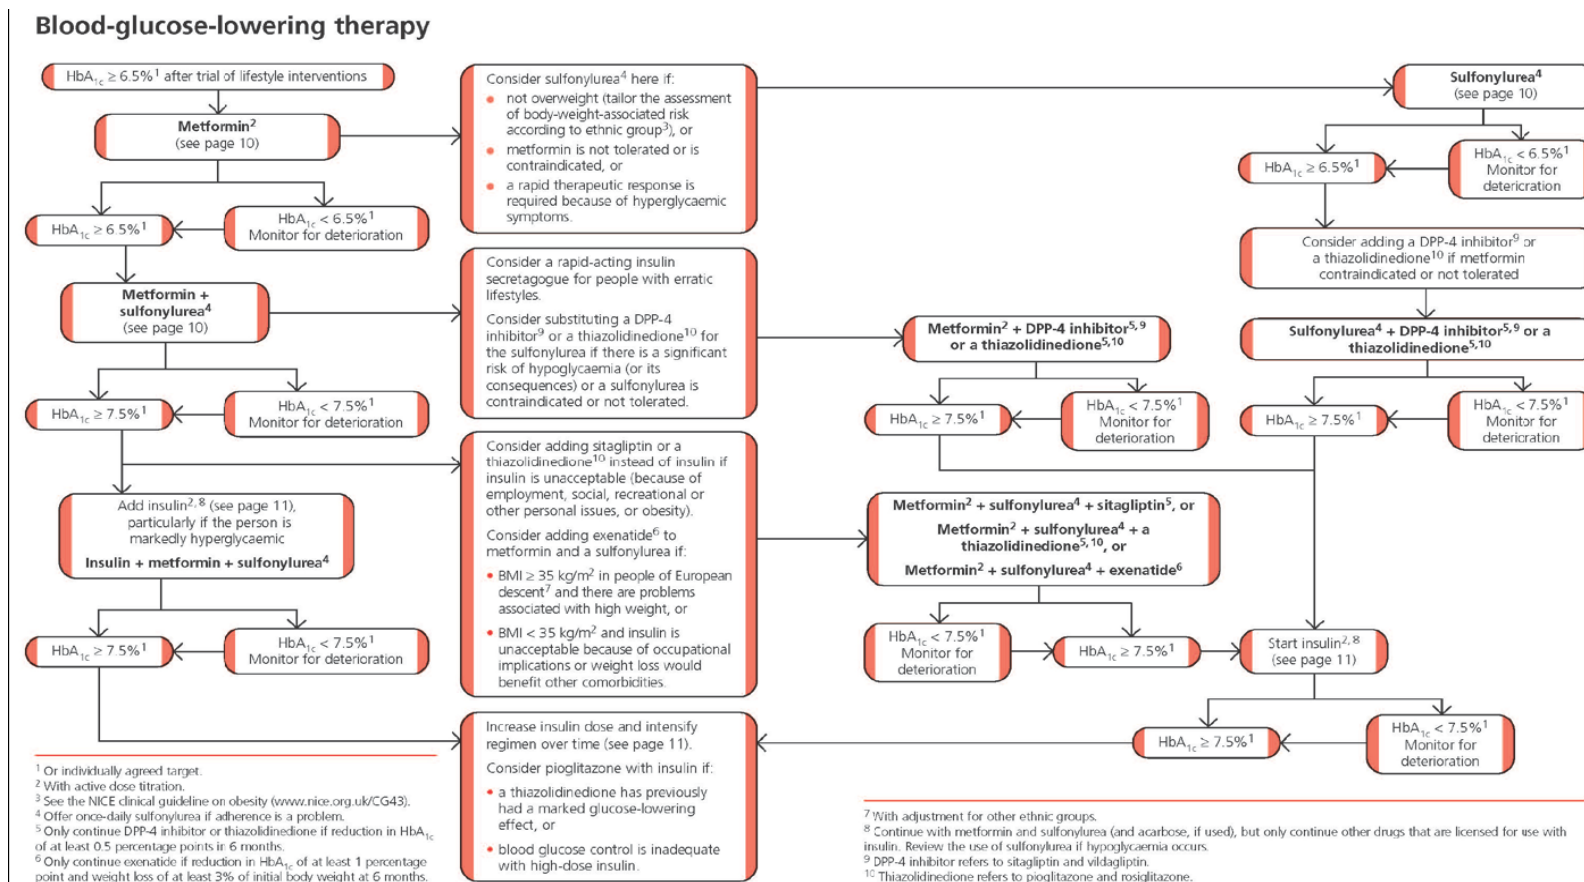 Blood-glucose-lowering therapy
HbA1c ≥ 6.5%1 after trial of lifestyle interventions
Metformin2
(see page 10)
HbA1c ≥ 6.5%1
HbA1c < 6.5%1
Monitor for deterioration
Metformin +
sulfonylurea4
(see page 10)
HbA1c ≥ 7.5%1
HbA1c < 7.5%1
Monitor for deterioration
Add insulin2,8 (see page 11),
particularly if the person is
markedly hyperglycaemic
Insulin + metformin + sulfonylurea4
HbA1c ≥ 7.5%1
HbA1c < 7.5%1
Monitor for deterioration
Consider sulfonylurea4 here if:
• not overweight (tailor the assessment
of body-weight-associated risk
according to ethnic group3), or
• metformin is not tolerated or is
contraindicated, or
• a rapid therapeutic response is
required because of hyperglycaemic
symptoms.
Consider a rapid-acting insulin
secretagogue for people with erratic
lifestyles.
Consider substituting a DPP-4
inhibitor9 or a thiazolidinedione10 for
the sulfonylurea if there is a significant
risk of hypoglycaemia (or its
consequences) or a sulfonylurea is
contraindicated or not tolerated.
Consider adding sitagliptin or a
thiazolidinedione10 instead of insulin if
insulin is unacceptable (because of
employment, social, recreational or
other personal issues, or obesity).
Consider adding exenatide6 to
metformin and a sulfonylurea if:
• BMI ≥ 35 kg/m2 in people of European
descent7 and there are problems
associated with high weight, or
• BMI < 35 kg/m2 and insulin is
unacceptable because of occupational
implications or weight loss would
benefit other comorbidities.
Increase insulin dose and intensify
regimen over time (see page 11).
Consider pioglitazone with insulin if:
• a thiazolidinedione has previously
had a marked glucose-lowering
effect, or
• blood glucose control is inadequate
with high-dose insulin.
Metformin2 + DPP-4 inhibitor5,9
or a thiazolidinedione5,10
HbA1c ≥ 7.5%1
HbA1c < 7.5%1
Monitor for
deterioration
Metformin2 + sulfonylurea4 + sitagliptin5, or
Metformin2 + sulfonylurea4 + a
thiazolidinedione5,10, or
Metformin2 + sulfonylurea4 + exenatide6
HbA1c < 7.5%1
Monitor for
deterioration
HbA1c ≥ 7.5%1
Sulfonylurea4
(see page 10)
HbA1c ≥ 6.5%1
HbA1c < 6.5%1
Monitor for
deterioration
Consider adding a DPP-4 inhibitor9 or
a thiazolidinedione10 if metformin
contraindicated or not tolerated
Sulfonylurea4 + DPP-4 inhibitor5,9 or a
thiazolidinedione5,10
HbA1c ≥ 7.5%1
HbA1c < 7.5%1
Monitor for
deterioration
Start insulin2,8
(see page 11)
HbA1c ≥ 7.5%1
HbA1c < 7.5%1
Monitor for
deterioration
1 Or individually agreed target.
2 With active dose titration.
3 See the NICE clinical guideline on obesity (www.nice.org.uk/CG43).
4 Offer once-daily sulfonylurea if adherence is a problem.
5 Only continue DPP-4 inhibitor or thiazolidinedione if reduction in HbA1c
of at least 0.5 percentage points in 6 months.
6 Only continue exenatide if reduction in HbA1c of at least 1 percentage
point and weight loss of at least 3% of initial body weight at 6 months.
7 With adjustment for other ethnic groups.
8 Continue with metformin and sulfonylurea (and acarbose, if used), but only continue other drugs that are licensed for use with
insulin. Review the use of sulfonylurea if hypoglycaemia occurs.
9 DPP-4 inhibitor refers to sitagliptin and vildagliptin.
10 Thiazolidinedione refers to pioglitazone and rosiglitazone.